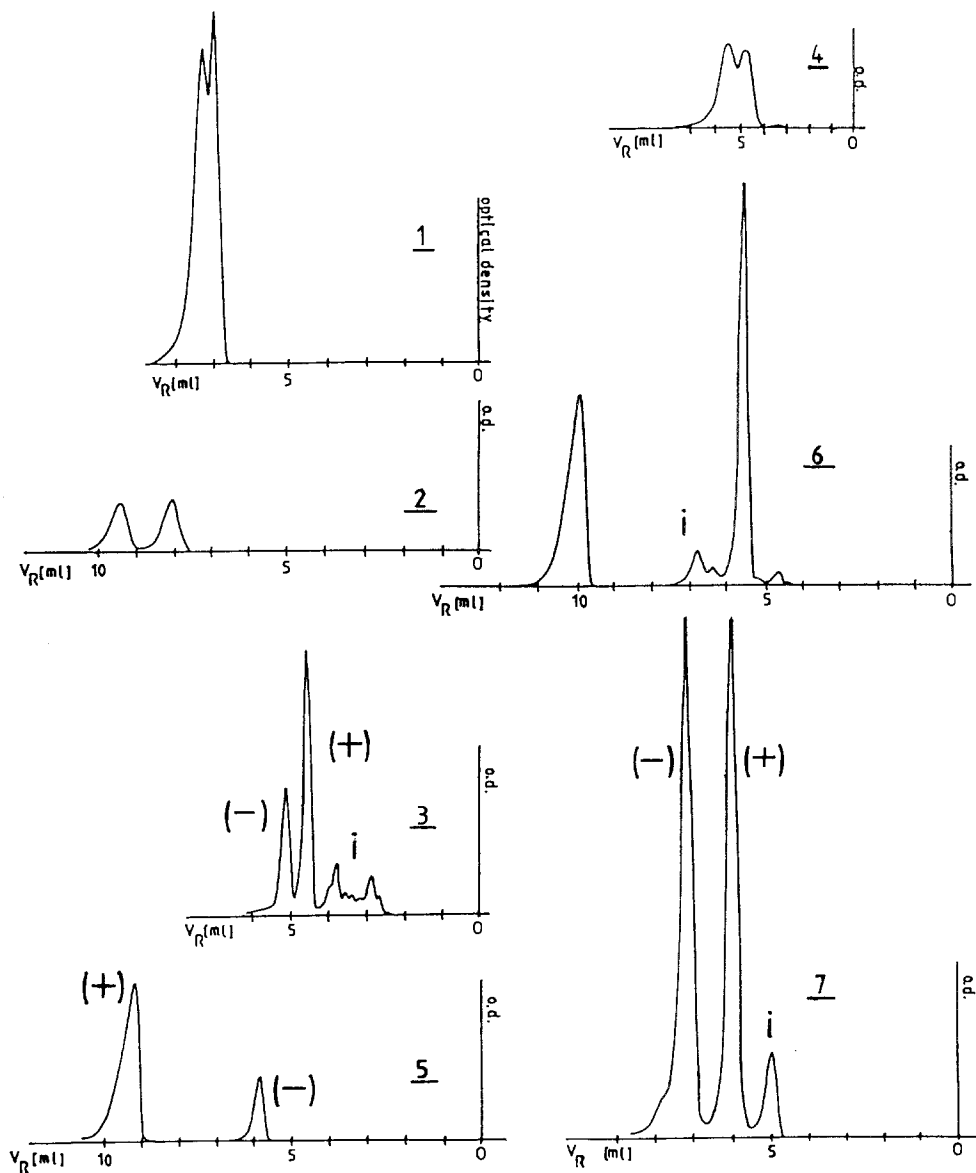 1
optical density
V_R[ml]
5
0
2
o.d.
V_R[ml]
10
5
0
(-)
(+)
3
i
o.d.
V_R[ml]
5
0
(+)
5
(-)
o.d.
V_R[ml]
10
5
0
4
o.d.
V_R[ml]
5
0
6
i
o.d.
V_R[ml]
10
5
0
(-)
(+)
7
i
o.d.
V_R [ml]
5
0